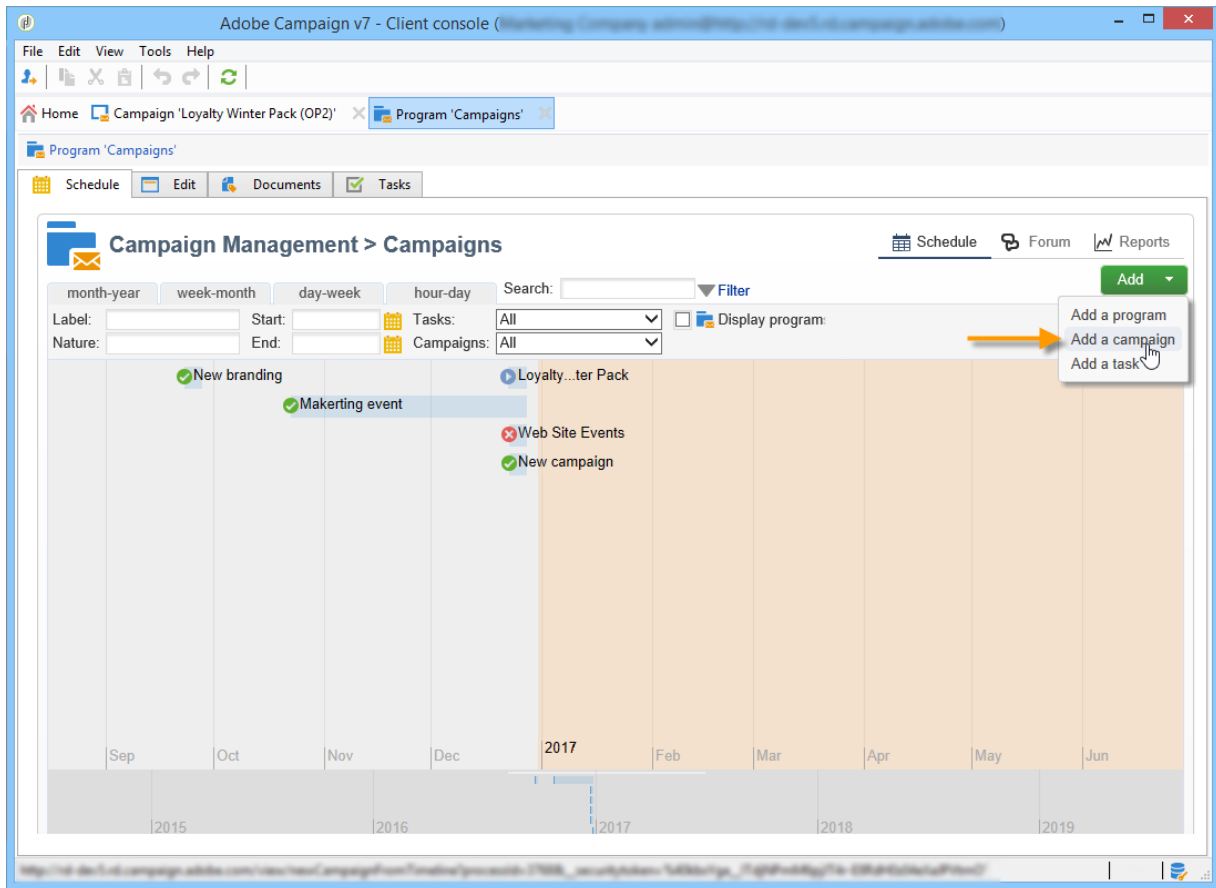 Adobe Campaign v7 - Client console (
File Edit View Tools Help
Home Campaign 'Loyalty Winter Pack (OP2)' Program 'Campaigns'
Program 'Campaigns'
Schedule Edit Documents Tasks
Campaign Management > Campaigns
Schedule Forum Reports
Add
month-year week-month day-week hour-day Search: Filter
Label: Start: Tasks: All Display program
Nature: End: Campaigns: All
Add a program
Add a campaign
Add a task
New branding Loyalty...ter Pack
Makerting event
Web Site Events
New campaign
Sep Oct Nov Dec 2017 Feb Mar Apr May Jun
2015 2016 2017 2018 2019